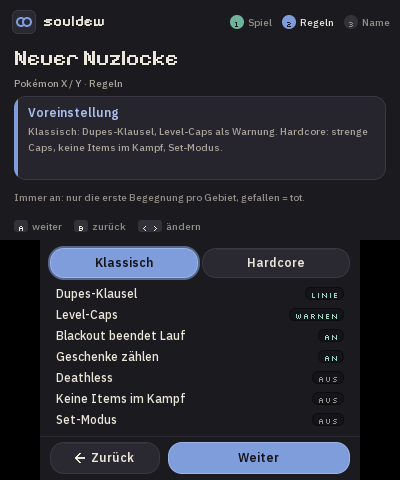 souldew
1 Spiel 2 Regeln 3 Name
Neuer Nuzlocke
Pokémon X / Y · Regeln
Voreinstellung
Klassisch: Dupes-Klausel, Level-Caps als Warnung. Hardcore: strenge
Caps, keine Items im Kampf, Set-Modus.
Immer an: nur die erste Begegnung pro Gebiet, gefallen = tot.
A weiter B zurück < > ändern
Klassisch Hardcore
Dupes-Klausel LINIE
Level-Caps WARNEN
Blackout beendet Lauf AN
Geschenke zählen AN
Deathless AUS
Keine Items im Kampf AUS
Set-Modus AUS
← Zurück Weiter